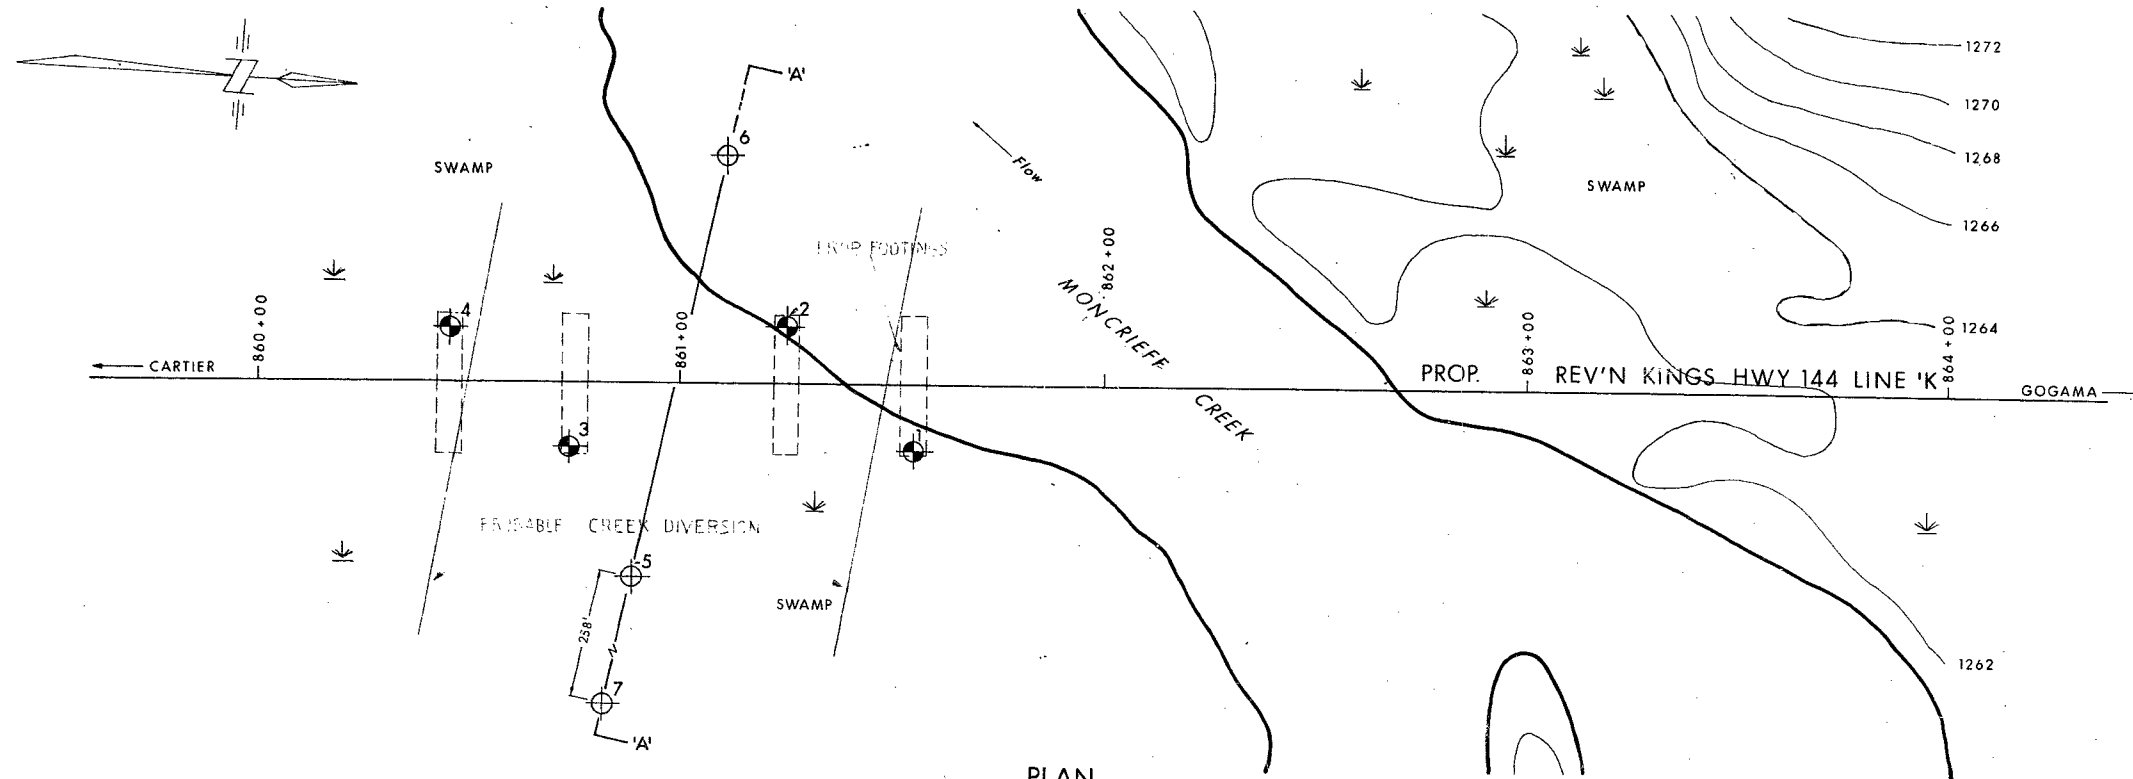 1272
'A'
1270
6
1268
SWAMP
Flow
SWAMP
1266
FOOTINGS
862+00
MONCRIEFF
CREEK
860+00
4
861+00
2
863+00
864+00
1264
CARTIER
PROP. REV'N KINGS HWY 144 LINE 'K'
GOGAMA
3
1
CREEK DIVERSION
5
SWAMP
258'
7
'A'
1262
PLAN